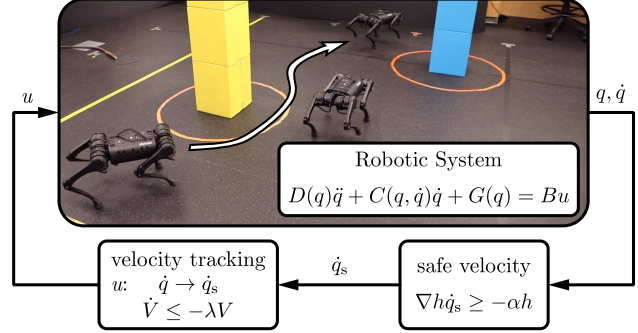 u
q, q̇
Robotic System
D(q)q̈ + C(q, q̇)q̇ + G(q) = Bu
velocity tracking
u: q̇ → q̇ₛ
V̇ ≤ −λV
q̇ₛ
safe velocity
∇hq̇ₛ ≥ −αh